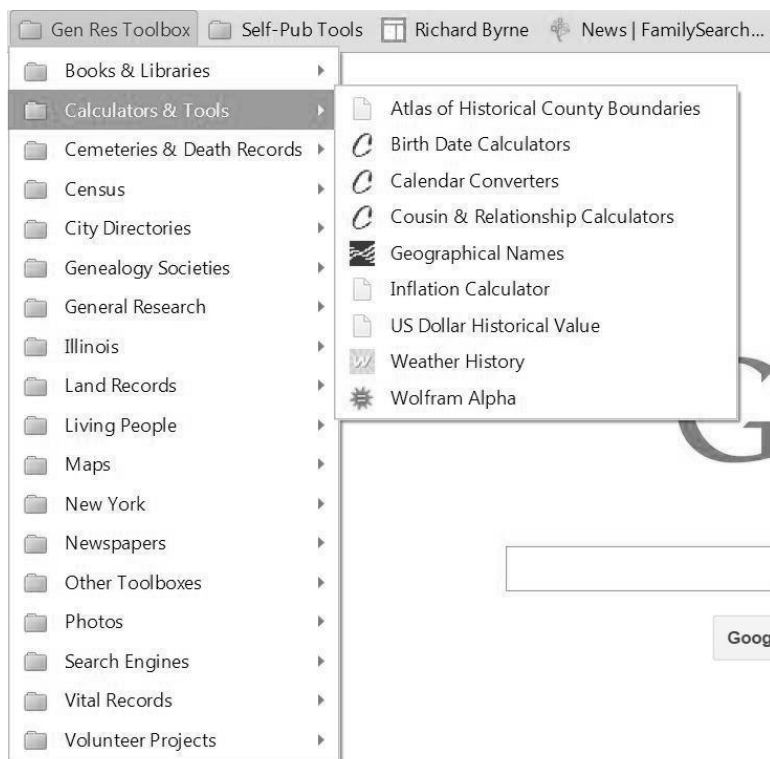 Gen Res Toolbox Self-Pub Tools Richard Byrne News | FamilySearch...
Books & Libraries
Calculators & Tools
Cemeteries & Death Records
Census
City Directories
Genealogy Societies
General Research
Illinois
Land Records
Living People
Maps
New York
Newspapers
Other Toolboxes
Photos
Search Engines
Vital Records
Volunteer Projects
Atlas of Historical County Boundaries
Birth Date Calculators
Calendar Converters
Cousin & Relationship Calculators
Geographical Names
Inflation Calculator
US Dollar Historical Value
Weather History
Wolfram Alpha
G
Goog